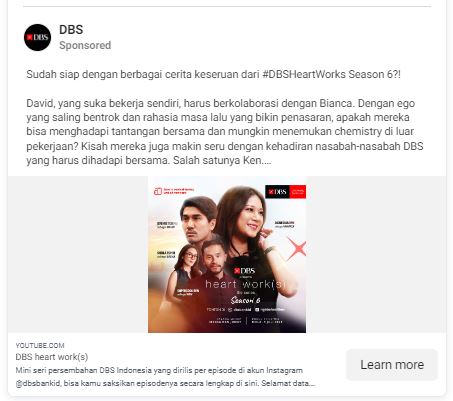 DBS
DBS
Sponsored
Sudah siap dengan berbagai cerita keseruan dari #DBSHeartWorks Season 6?!
David, yang suka bekerja sendiri, harus berkolaborasi dengan Bianca. Dengan ego
yang saling bentrok dan rahasia masa lalu yang bikin penasaran, apakah mereka
bisa menghadapi tantangan bersama dan mungkin menemukan chemistry di luar
pekerjaan? Kisah mereka juga makin seru dengan kehadiran nasabah-nasabah DBS
yang harus dihadapi bersama. Salah satunya Ken....
DBS
DBS
heart work(s)
the series
Season 6
YOUTUBE.COM
DBS heart work(s)
Mini seri persembahan DBS Indonesia yang dirilis per episode di akun Instagram
@dbsbankid, bisa kamu saksikan episodenya secara lengkap di sini. Selamat data...
Learn more